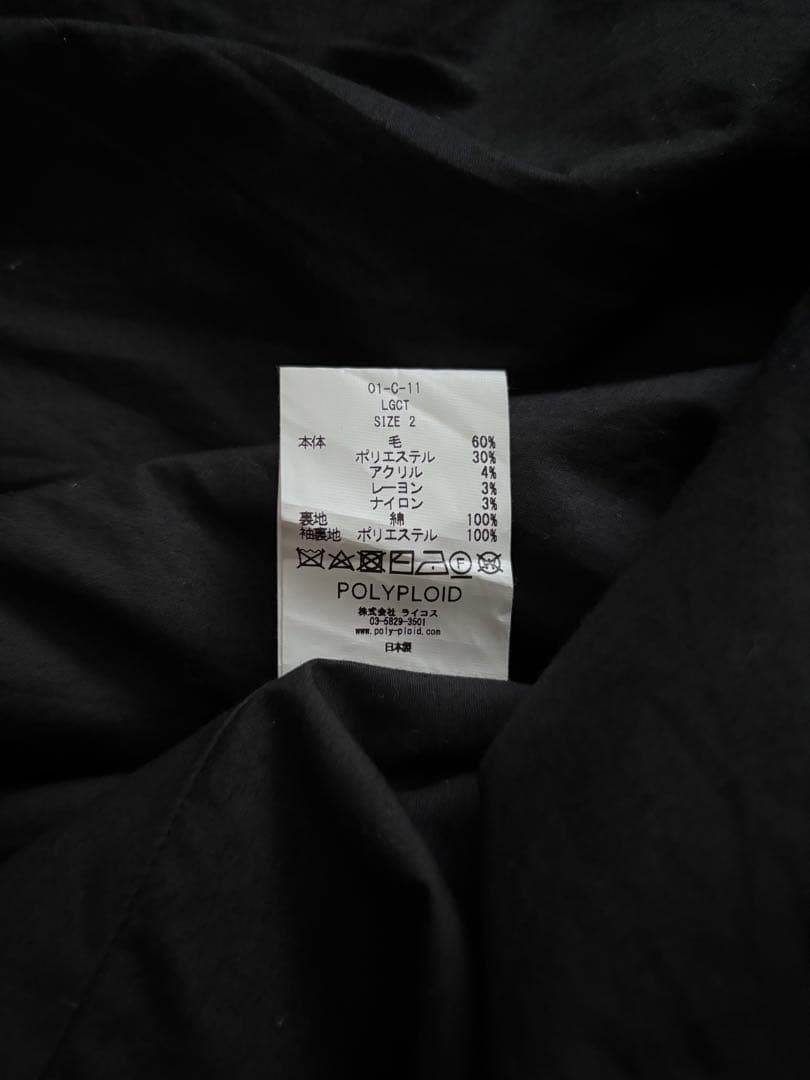 01-C-11
LGCT
SIZE 2
本体 毛 60%
ポリエステル 30%
アクリル 4%
レーヨン 3%
ナイロン 3%
裏地 綿 100%
袖裏地 ポリエステル 100%
F W
POLYPLOID
株式会社 ライコス
03-5829-3501
www.poly-ploid.com
日本製